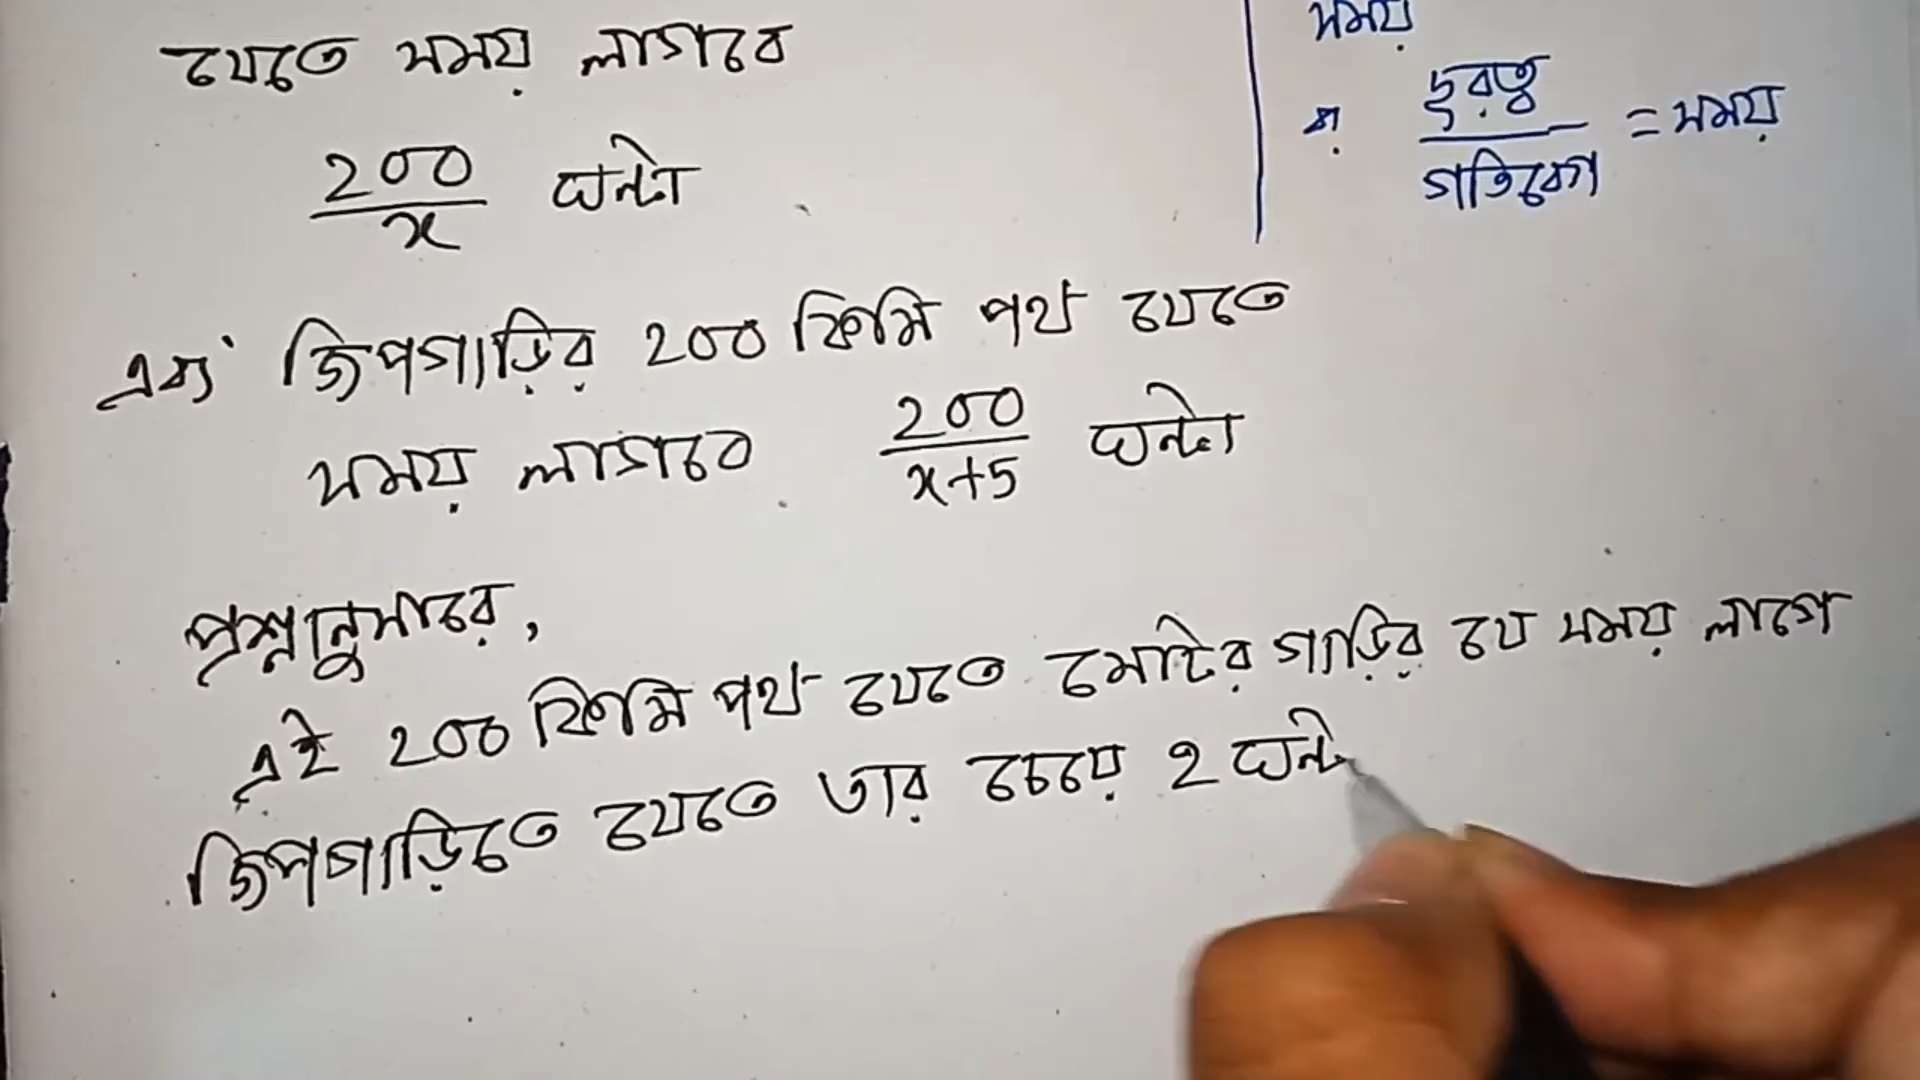 যেতে সময় লাগবে
200
x
ঘন্টা
সময়
বা, দূরত্ব
গতিবেগ
= সময়
এবং জিপগাড়ির 200 কিমি পথ যেতে
সময় লাগবে 200
x+5
ঘন্টা
প্রশ্নানুসারে,
এই 200 কিমি পথ যেতে মোটর গাড়ির যে সময় লাগে
জিপগাড়িতে যেতে তার চেয়ে 2 ঘন্ট